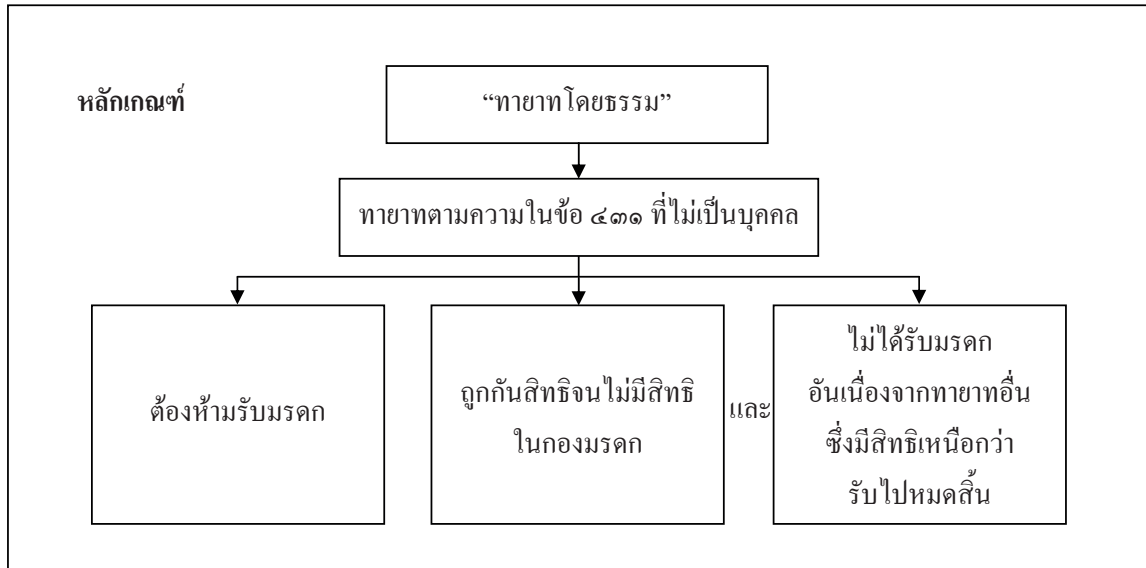 หลักเกณฑ์
“ทายาทโดยธรรม”
ทายาทตามความในข้อ ๔๓๑ ที่ไม่เป็นบุคคล
ต้องห้ามรับมรดก
ถูกกันสิทธิจนไม่มีสิทธิ
ในกองมรดก
และ
ไม่ได้รับมรดก
อันเนื่องจากทายาทอื่น
ซึ่งมีสิทธิเหนือกว่า
รับไปหมดสิ้น